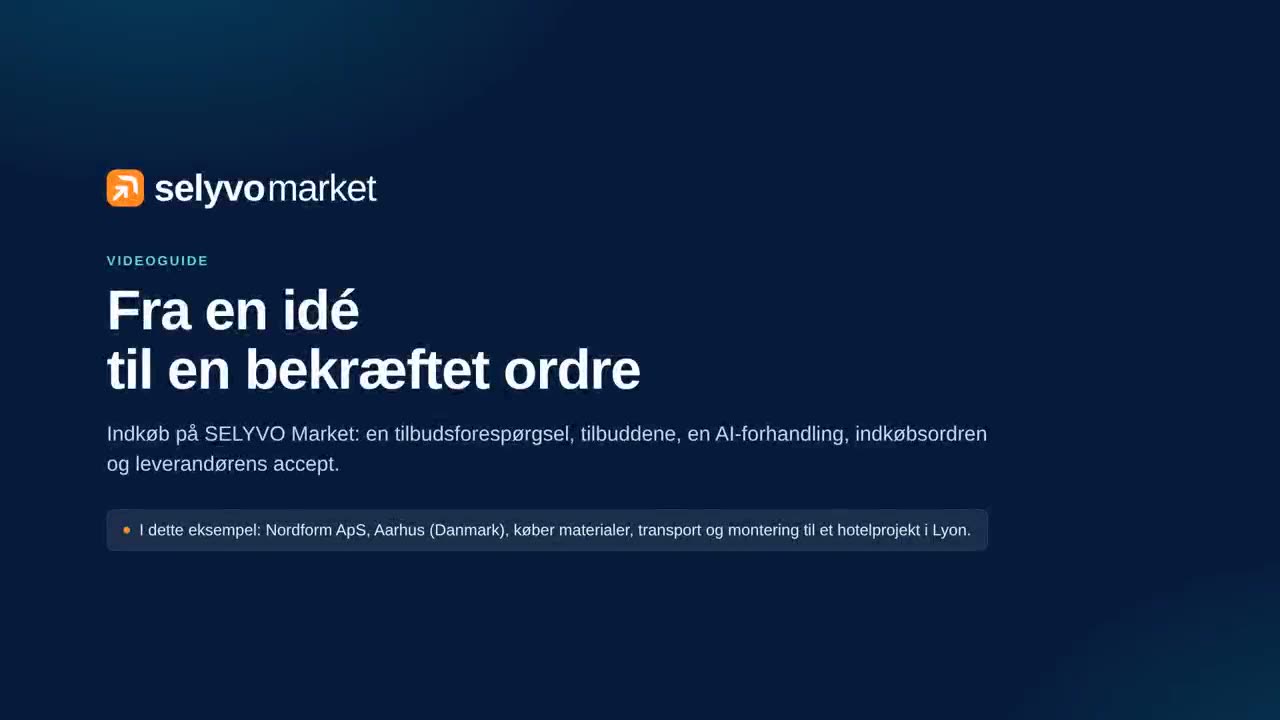 selyvomarket
VIDEOGUIDE
Fra en idé
til en bekræftet ordre
Indkøb på SELYVO Market: en tilbudsforespørgsel, tilbuddene, en AI-forhandling, indkøbsordren
og leverandørens accept.
I dette eksempel: Nordform ApS, Aarhus (Danmark), køber materialer, transport og montering til et hotelprojekt i Lyon.